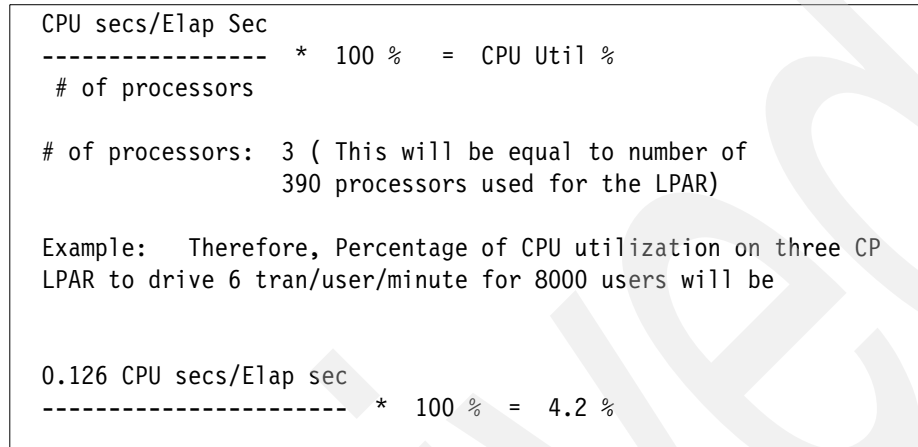 CPU secs/Elap Sec
----------------- * 100 % = CPU Util %
# of processors
# of processors: 3 ( This will be equal to number of
390 processors used for the LPAR)
Example: Therefore, Percentage of CPU utilization on three CP
LPAR to drive 6 tran/user/minute for 8000 users will be
0.126 CPU secs/Elap sec
----------------------- * 100 % = 4.2 %